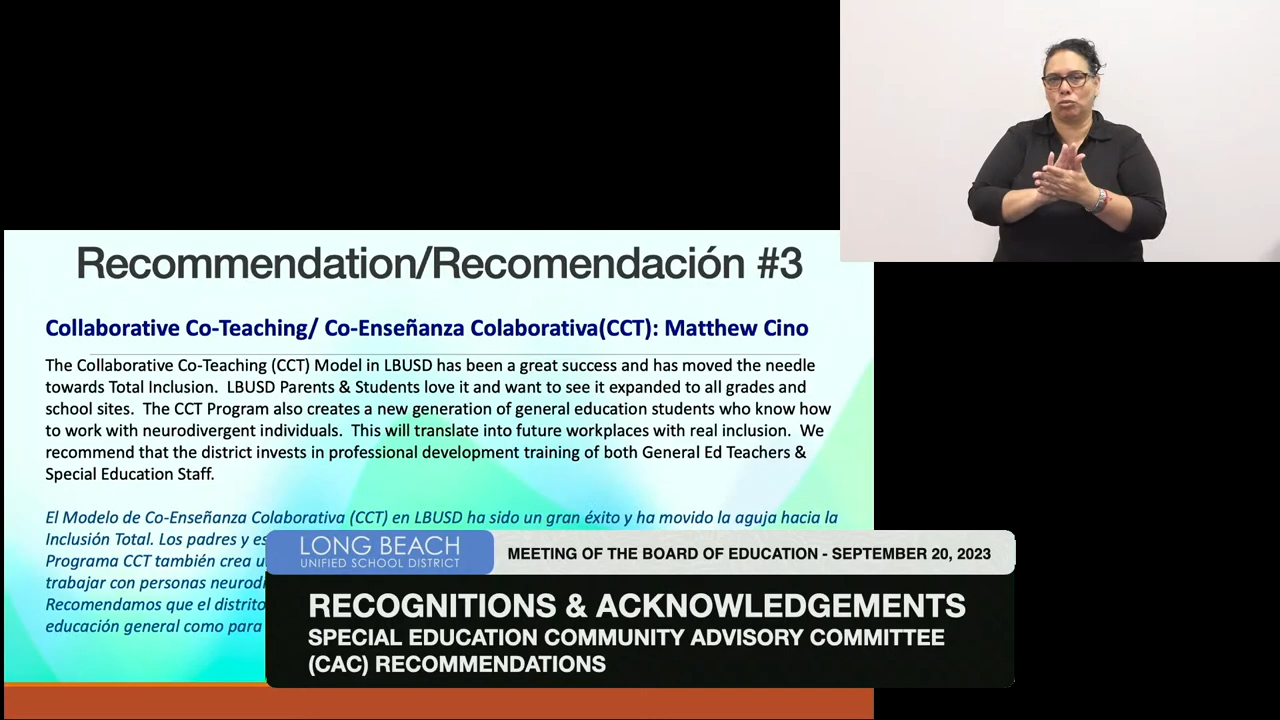 Recommendation/Recomendación #3
Collaborative Co-Teaching/ Co-Enseñanza Colaborativa(CCT): Matthew Cino
The Collaborative Co-Teaching (CCT) Model in LBUSD has been a great success and has moved the needle
towards Total Inclusion. LBUSD Parents & Students love it and want to see it expanded to all grades and
school sites. The CCT Program also creates a new generation of general education students who know how
to work with neurodivergent individuals. This will translate into future workplaces with real inclusion. We
recommend that the district invests in professional development training of both General Ed Teachers &
Special Education Staff.
El Modelo de Co-Enseñanza Colaborativa (CCT) en LBUSD ha sido un gran éxito y ha movido la aguja hacia la
Inclusión Total. Los padres y
Programa CCT también crea
trabajar con personas
Recomendamos que el distrito
educación general como para
LONG BEACH
UNIFIED SCHOOL DISTRICT
MEETING OF THE BOARD OF EDUCATION - SEPTEMBER 20, 2023
RECOGNITIONS & ACKNOWLEDGEMENTS
SPECIAL EDUCATION COMMUNITY ADVISORY COMMITTEE
(CAC) RECOMMENDATIONS